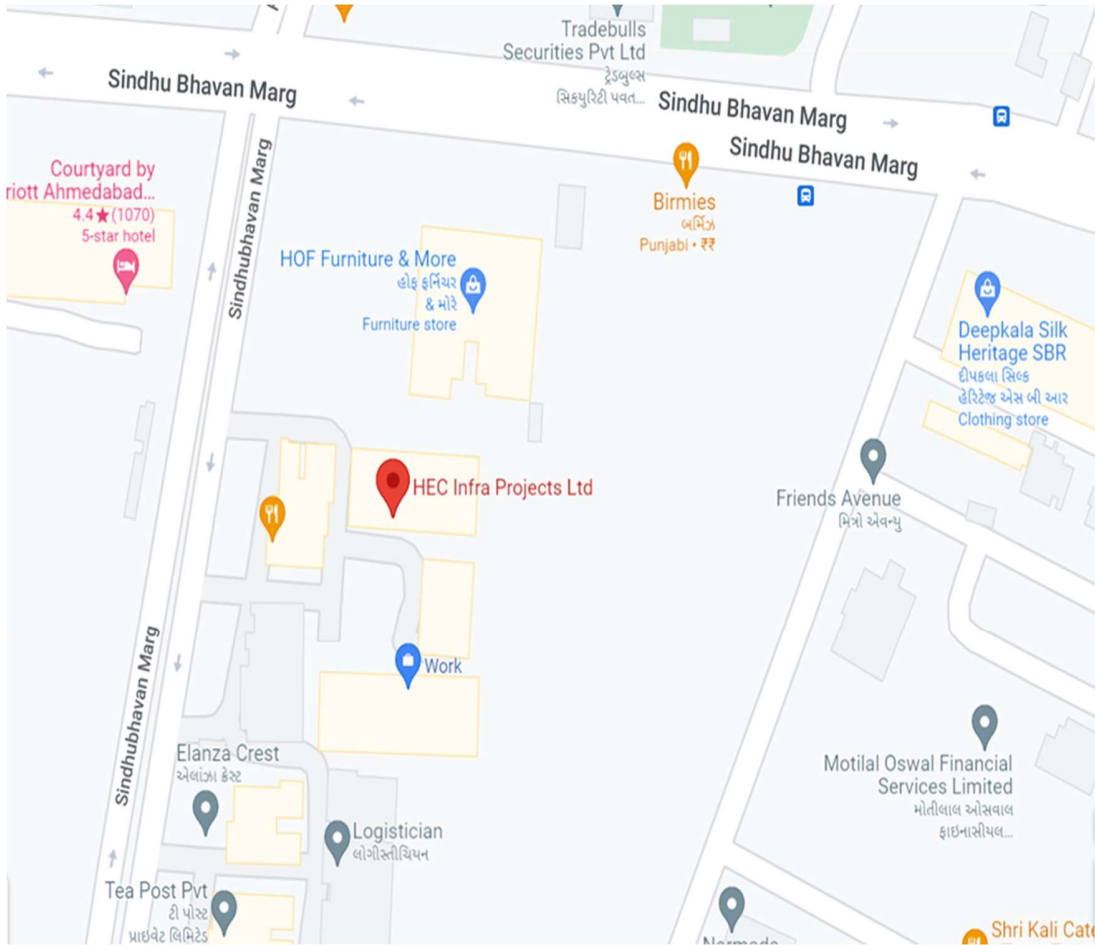 Tradebulls
Securities Pvt Ltd
ટ્રેડબુલ્સ
સિક્યુરિટી પવત...
Sindhu Bhavan Marg
Sindhu Bhavan Marg
Sindhu Bhavan Marg
Courtyard by
riott Ahmedabad...
4.4★(1070)
5-star hotel
Sindhubhavan Marg
Birmies
બર્મિઝ
Punjabi • ₹₹
HOF Furniture & More
હોફ ફર્નિચર
& મોરે
Furniture store
Deepkala Silk
Heritage SBR
દીપકલા સિલ્ક
હેરિટેજ એસ બી આર
Clothing store
HEC Infra Projects Ltd
Friends Avenue
મિત્રો એવન્યુ
Work
Sindhubhavan Marg
Elanza Crest
એલાંઝા ક્રેસ્ટ
Motilal Oswal Financial
Services Limited
મોતીલાલ ઓસવાલ
ફાઇનાસીયલ...
Logistician
લોગીસ્તીચિયન
Tea Post Pvt
ટી પોસ્ટ
પ્રાઇવેટ લિમિટેડ
Shri Kali Cate